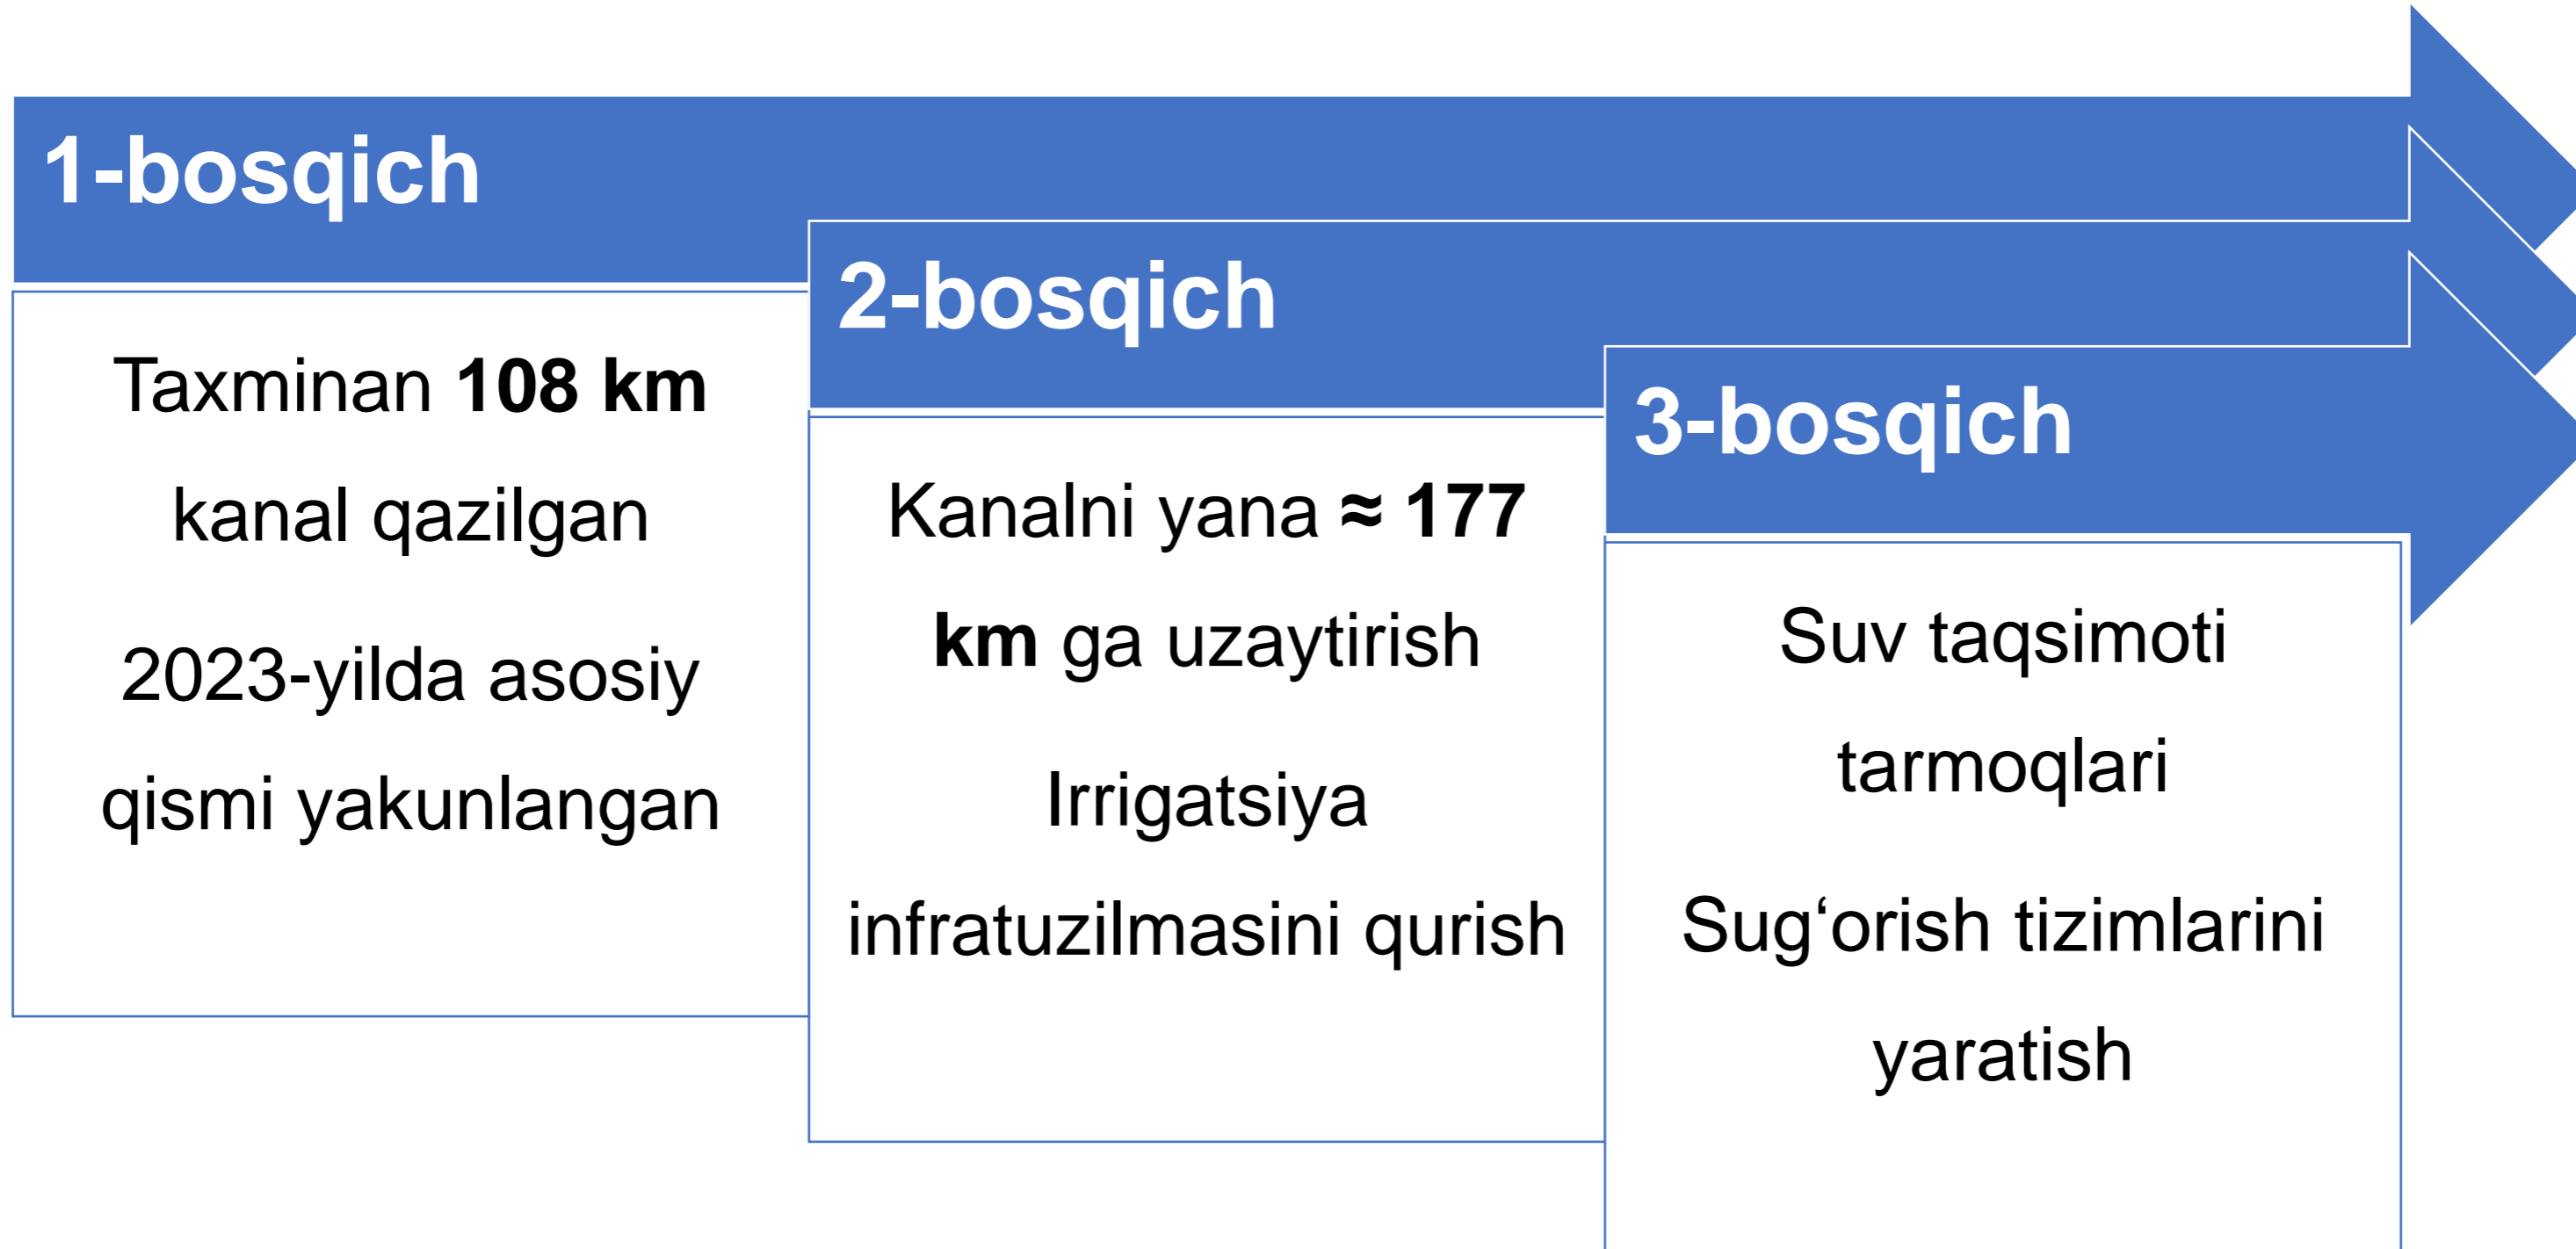 1-bosqich
Taxminan 108 km
kanal qazilgan
2023-yilda asosiy
qismi yakunlangan
2-bosqich
Kanalni yana ≈ 177
km ga uzaytirish
Irrigatsiya
infratuzilmasini qurish
3-bosqich
Suv taqsimoti
tarmoqlari
Sug‘orish tizimlarini
yaratish